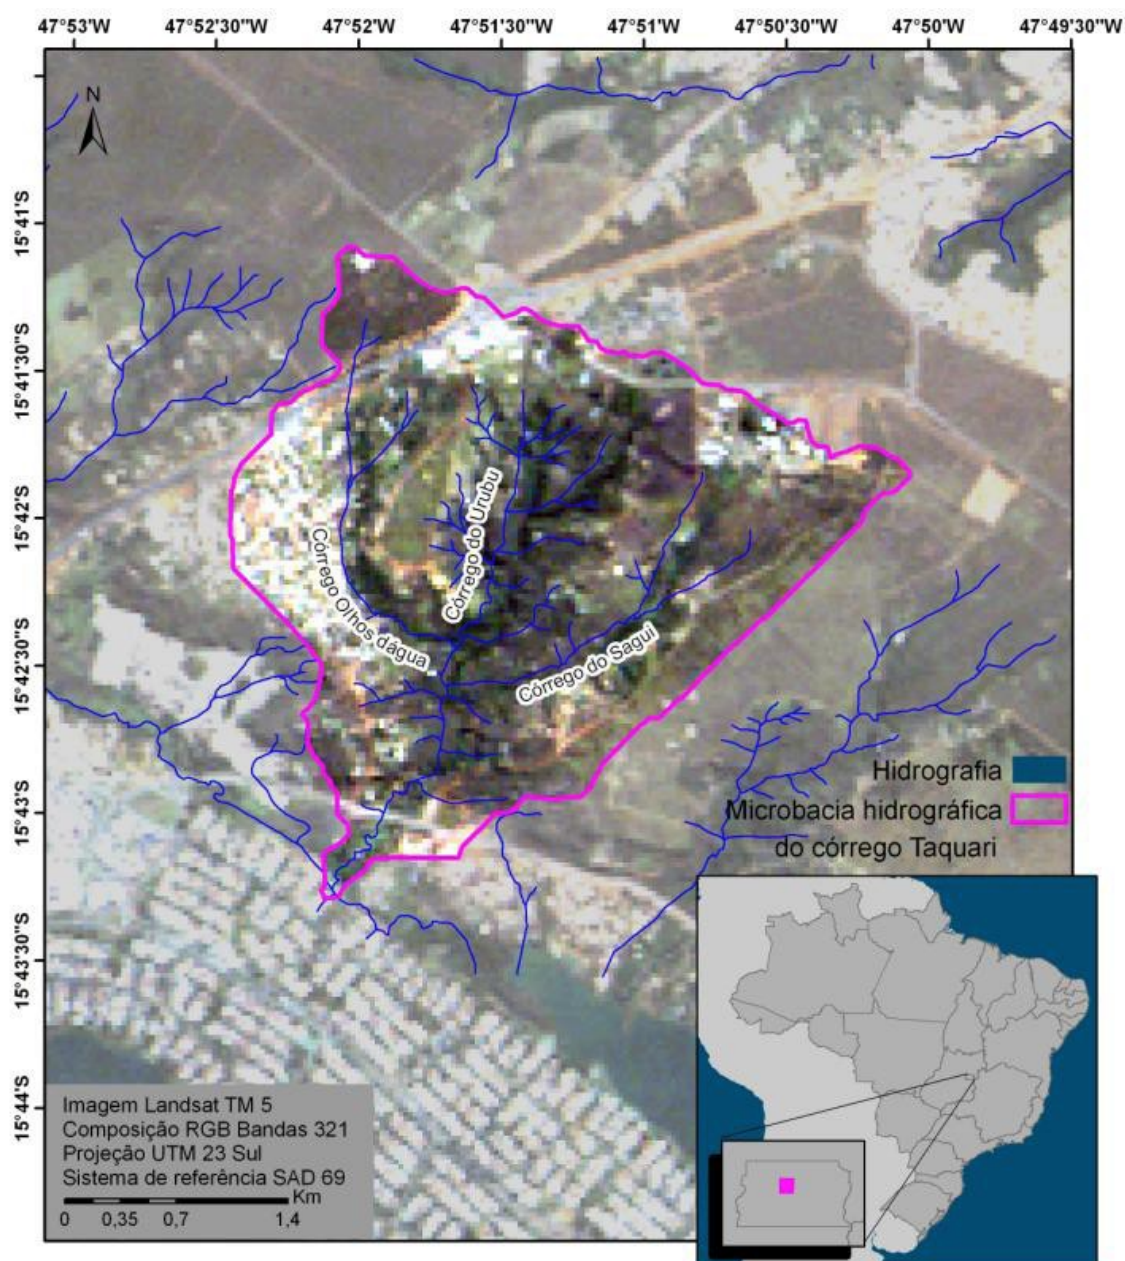 47°53'W
47°52'30"W
47°52'W
47°51'30"W
47°51'W
47°50'30"W
47°50'W
47°49'30"W
N
15°41'S
15°41'30"S
15°42'S
15°42'30"S
15°43'S
15°43'30"S
15°44'S
Córrego Olhos dágua
Córrego do Urubu
Córrego do Sagui
Hidrografia
Microbacia hidrográfica
do córrego Taquari
Imagem Landsat TM 5
Composição RGB Bandas 321
Projeção UTM 23 Sul
Sistema de referência SAD 69
Km
0 0,35 0,7 1,4